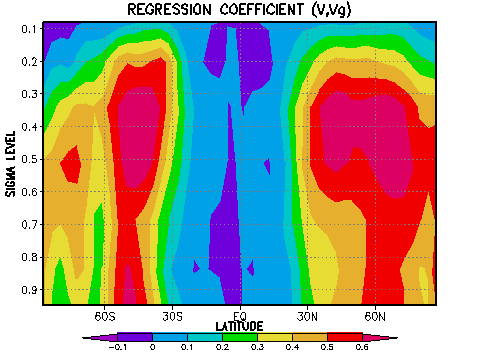 REGRESSION COEFFICIENT (V,Vg)
SIGMA LEVEL
0.1
0.2
0.3
0.4
0.5
0.6
0.7
0.8
0.9
60S 30S EQ 30N 60N
LATITUDE
-0.1 0 0.1 0.2 0.3 0.4 0.5 0.6